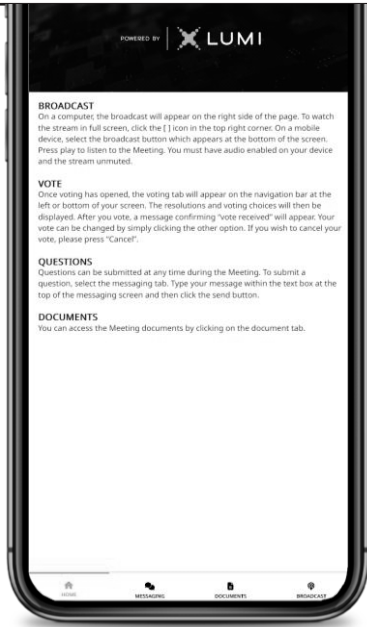 POWERED BY LUMI
BROADCAST
On a computer, the broadcast will appear on the right side of the page. To watch
the stream in full screen, click the [ ] icon in the top right corner. On a mobile
device, select the broadcast button which appears at the bottom of the screen.
Press play to listen to the Meeting. You must have audio enabled on your device
and the stream unmuted.
VOTE
Once voting has opened, the voting tab will appear on the navigation bar at the
left or bottom of your screen. The resolutions and voting choices will then be
displayed. After you vote, a message confirming “vote received” will appear. Your
vote can be changed by simply clicking the other option. If you wish to cancel your
vote, please press “Cancel”.
QUESTIONS
Questions can be submitted at any time during the Meeting. To submit a
question, select the messaging tab. Type your message within the text box at the
top of the messaging screen and then click the send button.
DOCUMENTS
You can access the Meeting documents by clicking on the document tab.
HOME MESSAGING DOCUMENTS BROADCAST